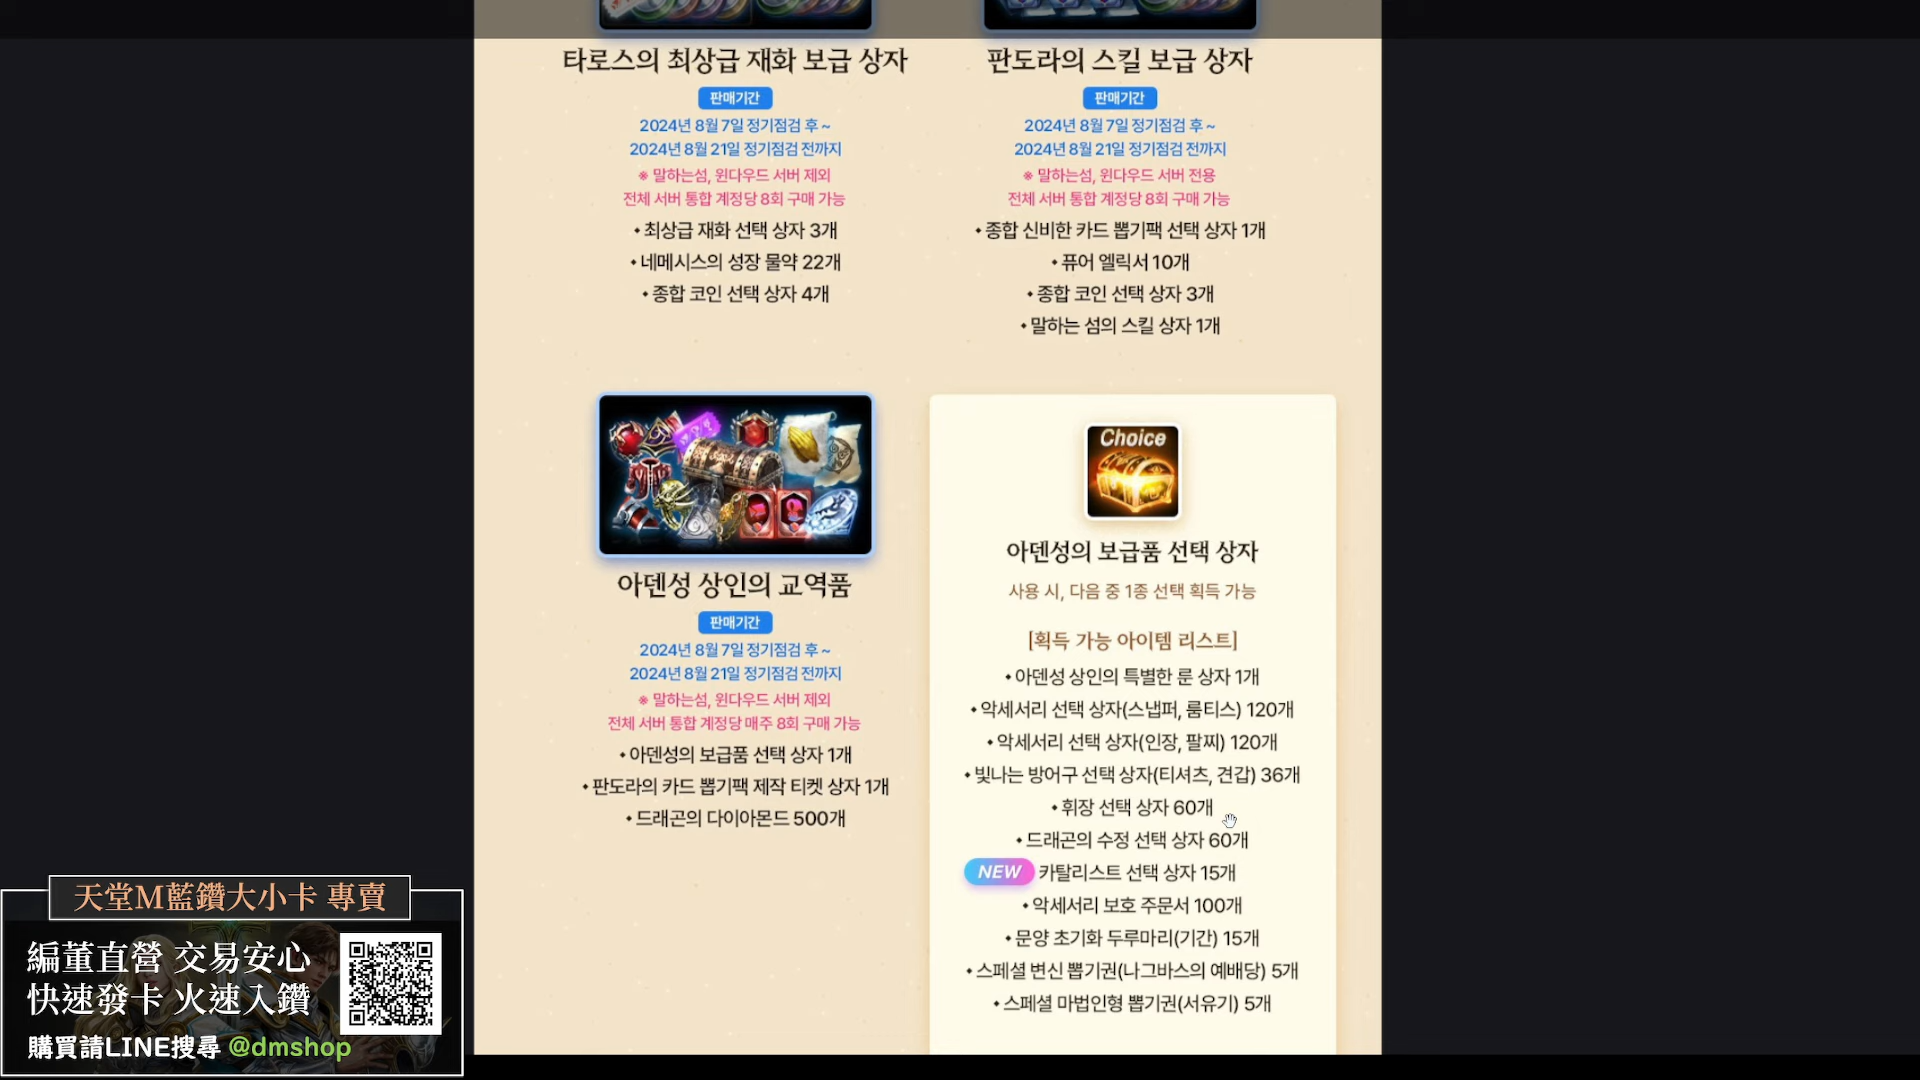 타로스의 최상급 재화 보급 상자
판매기간
2024년 8월 7일 정기점검 후 ~
2024년 8월 21일 정기점검 전까지
※ 말하는섬, 윈다우드 서버 제외
전체 서버 통합 계정당 8회 구매 가능
• 최상급 재화 선택 상자 3개
• 네메시스의 성장 물약 22개
• 종합 코인 선택 상자 4개
판도라의 스킬 보급 상자
판매기간
2024년 8월 7일 정기점검 후 ~
2024년 8월 21일 정기점검 전까지
※ 말하는섬, 윈다우드 서버 전용
전체 서버 통합 계정당 8회 구매 가능
• 종합 신비한 카드 뽑기팩 선택 상자 1개
• 퓨어 엘릭서 10개
• 종합 코인 선택 상자 3개
• 말하는 섬의 스킬 상자 1개
아덴성 상인의 교역품
판매기간
2024년 8월 7일 정기점검 후 ~
2024년 8월 21일 정기점검 전까지
※ 말하는섬, 윈다우드 서버 제외
전체 서버 통합 계정당 매주 8회 구매 가능
• 아덴성의 보급품 선택 상자 1개
• 판도라의 카드 뽑기팩 제작 티켓 상자 1개
• 드래곤의 다이아몬드 500개
Choice
아덴성의 보급품 선택 상자
사용 시, 다음 중 1종 선택 획득 가능
[획득 가능 아이템 리스트]
• 아덴성 상인의 특별한 룬 상자 1개
• 악세서리 선택 상자(스냅퍼, 룸티스) 120개
• 악세서리 선택 상자(인장, 팔찌) 120개
• 빛나는 방어구 선택 상자(티셔츠, 견갑) 36개
• 휘장 선택 상자 60개
• 드래곤의 수정 선택 상자 60개
NEW 카탈리스트 선택 상자 15개
• 악세서리 보호 주문서 100개
• 문양 초기화 두루마리(기간) 15개
• 스페셜 변신 뽑기권(나그바스의 예배당) 5개
• 스페셜 마법인형 뽑기권(서유기) 5개
天堂M藍鑽大小卡 專賣
編董直營 交易安心
快速發卡 火速入鑽
購買請LINE搜尋 @dmshop